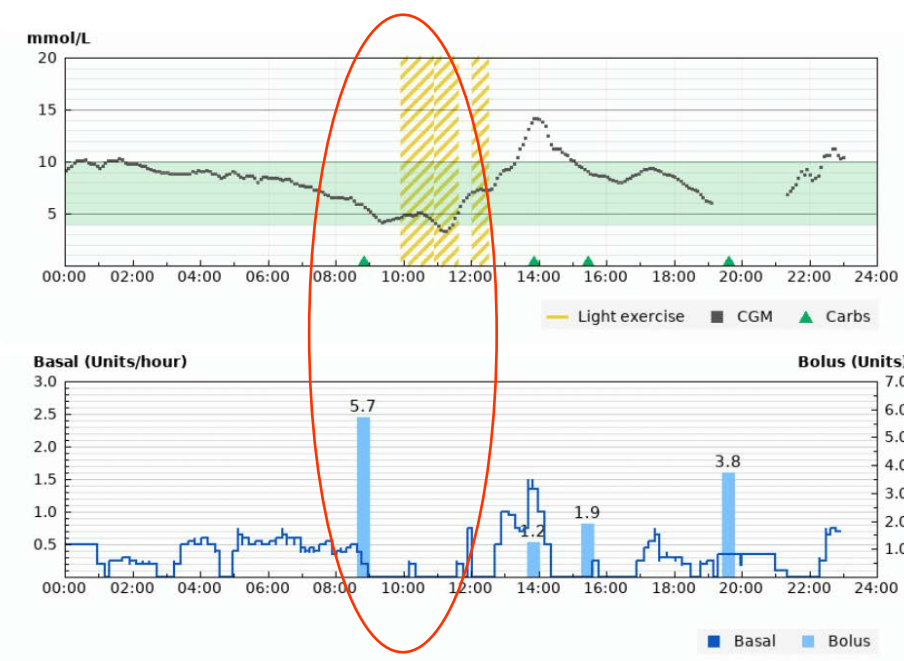 mmol/L
20
15
10
5
00:00 02:00 04:00 06:00 08:00 10:00 12:00 14:00 16:00 18:00 20:00 22:00 24:00
Light exercise CGM Carbs
Basal (Units/hour) Bolus (Units)
3.0 7.0
2.5 6.0
2.0 5.0
1.5 4.0
1.0 3.0
0.5 2.0
1.0
5.7
3.8
1.9
1.2
00:00 02:00 04:00 06:00 08:00 10:00 12:00 14:00 16:00 18:00 20:00 22:00 00:00
Basal Bolus